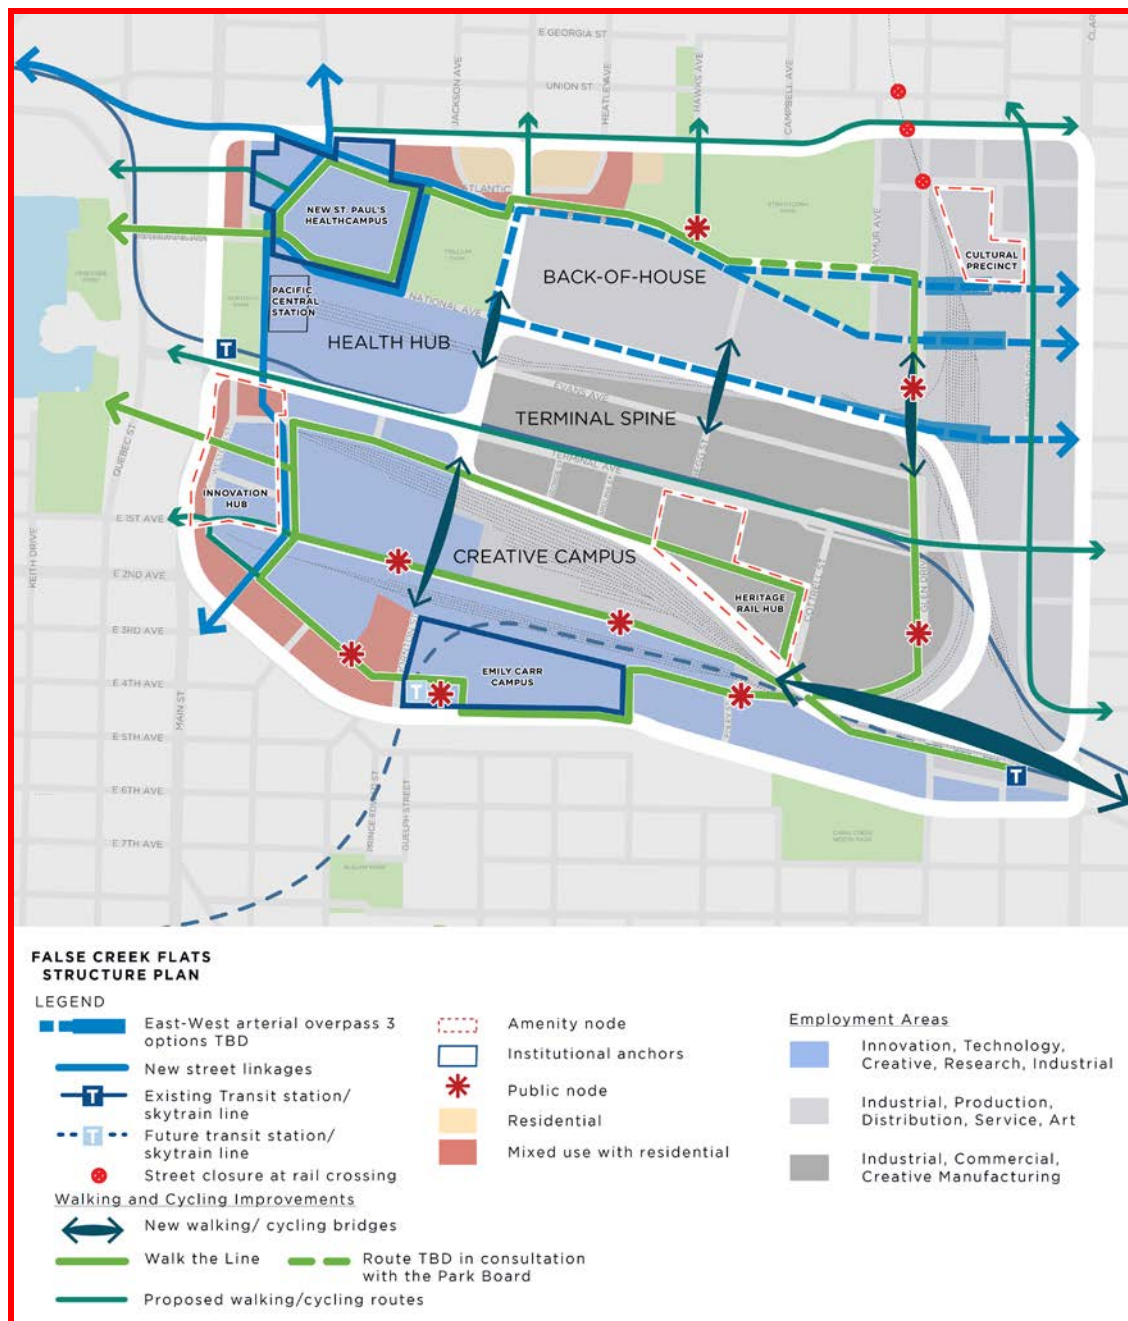 E GEORGIA ST
CLAR
JACKSON AVE
UNION ST
HEATLEY AVE
HAWKS AVE
CAMPBELL AVE
ATLANTIC
NEW ST. PAUL'S
HEALTHCAMPUS
CULTURAL
PRECINCT
BACK-OF-HOUSE
PACIFIC
CENTRAL
STATION
NATIONAL AVE
HEALTH HUB
T
EVANS AVE
TERMINAL SPINE
QUEBEC ST
TERMINAL AVE
INNOVATION
HUB
E 1ST AVE
KEITH DRIVE
CREATIVE CAMPUS
E 2ND AVE
COTTRELL ST
GLEN DRIVE
HERITAGE
RAIL HUB
E 3RD AVE
E 4TH AVE
EMILY CARR
CAMPUS
T
MAIN ST
E 5TH AVE
T
PRINCE EDWARD ST
GUELPH STREET
E 6TH AVE
E 7TH AVE
FALSE CREEK FLATS
STRUCTURE PLAN
LEGEND
East-West arterial overpass 3
options TBD
New street linkages
T
Existing Transit station/
skytrain line
T
Future transit station/
skytrain line
Street closure at rail crossing
Walking and Cycling Improvements
New walking/ cycling bridges
Walk the Line
Route TBD in consultation
with the Park Board
Proposed walking/cycling routes
Amenity node
Institutional anchors
Public node
Residential
Mixed use with residential
Employment Areas
Innovation, Technology,
Creative, Research, Industrial
Industrial, Production,
Distribution, Service, Art
Industrial, Commercial,
Creative Manufacturing